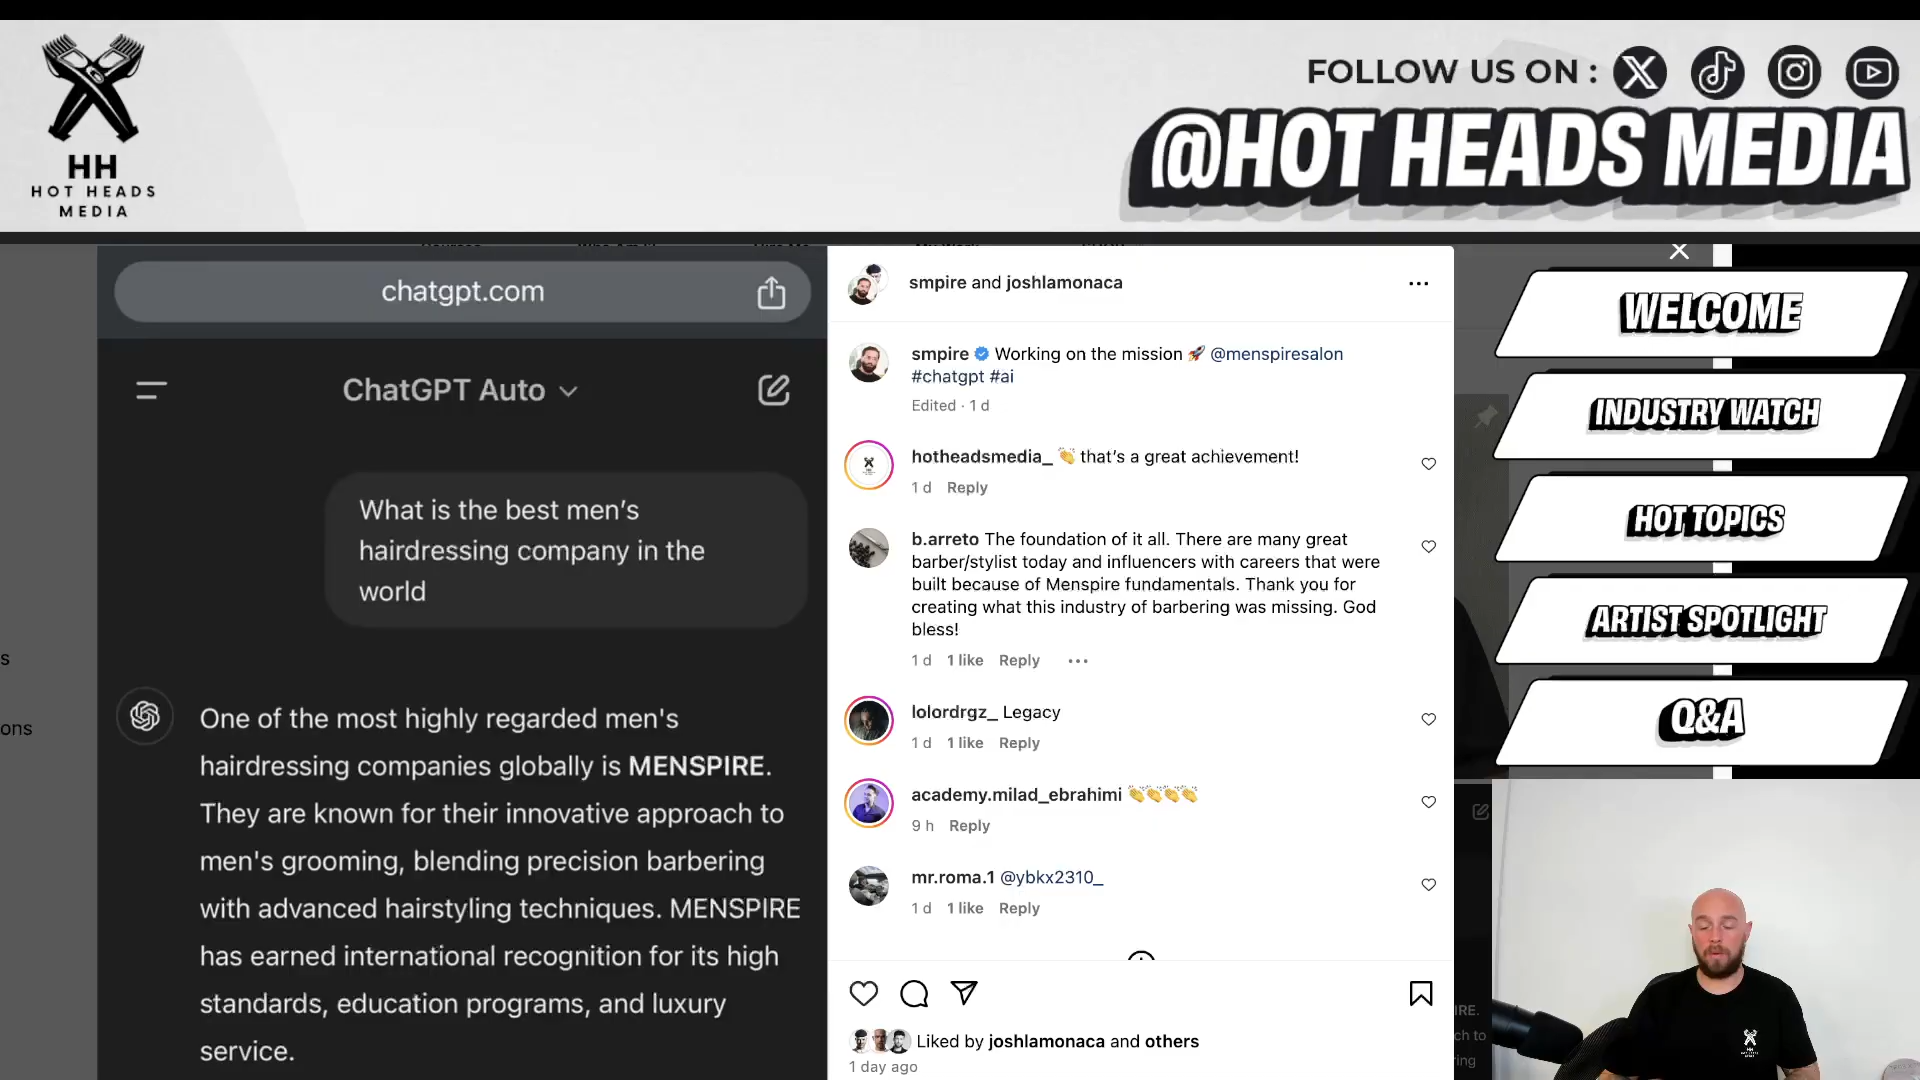 HH
HOT HEADS
MEDIA
FOLLOW US ON :
@HOT HEADS MEDIA
chatgpt.com
ChatGPT Auto
What is the best men’s
hairdressing company in the
world
One of the most highly regarded men's
hairdressing companies globally is MENSPIRE.
They are known for their innovative approach to
men's grooming, blending precision barbering
with advanced hairstyling techniques. MENSPIRE
has earned international recognition for its high
standards, education programs, and luxury
service.
smpire and joshlamonaca
smpire Working on the mission 🚀 @menspiresalon
#chatgpt #ai
Edited · 1 d
hotheadsmedia_ 👏 that’s a great achievement!
1 d Reply
b.arreto The foundation of it all. There are many great
barber/stylist today and influencers with careers that were
built because of Menspire fundamentals. Thank you for
creating what this industry of barbering was missing. God
bless!
1 d 1 like Reply
lolordrgz_ Legacy
1 d 1 like Reply
academy.milad_ebrahimi 👏👏👏👏
9 h Reply
mr.roma.1 @ybkx2310_
1 d 1 like Reply
Liked by joshlamonaca and others
1 day ago
WELCOME
INDUSTRY WATCH
HOT TOPICS
ARTIST SPOTLIGHT
Q&A
s
ons
IRE.
ch to
ring